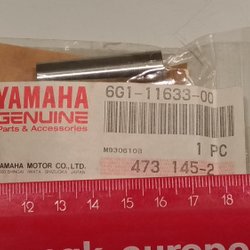 YAMAHA
GENUINE
Parts & Accessories
6G1-11633-00
M9306108
1 PC
YAMAHA MOTOR CO., LTD.
473 145-2
18 17 16 15 14 13 12